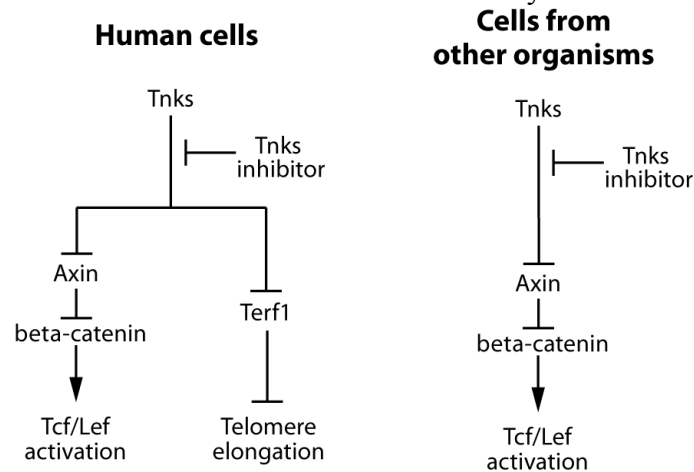 Human cells
Tnks
Tnks
inhibitor
Axin
Terf1
beta-catenin
Tcf/Lef
activation
Telomere
elongation
Cells from
other organisms
Tnks
Tnks
inhibitor
Axin
beta-catenin
Tcf/Lef
activation